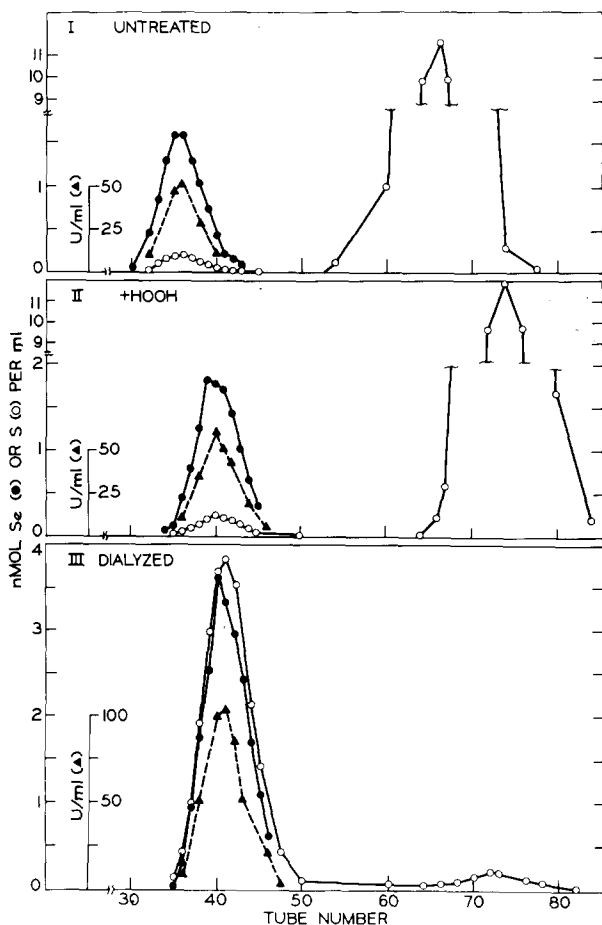 I UNTREATED
11
10
9
1
0
50
25
U/ml (▲)
II +HOOH
11
10
2
1
0
50
25
U/ml (▲)
nMOL Se (●) OR S (○) PER ml
III DIALYZED
4
3
2
1
0
100
50
U/ml (▲)
30 40 50 60 70 80
TUBE NUMBER